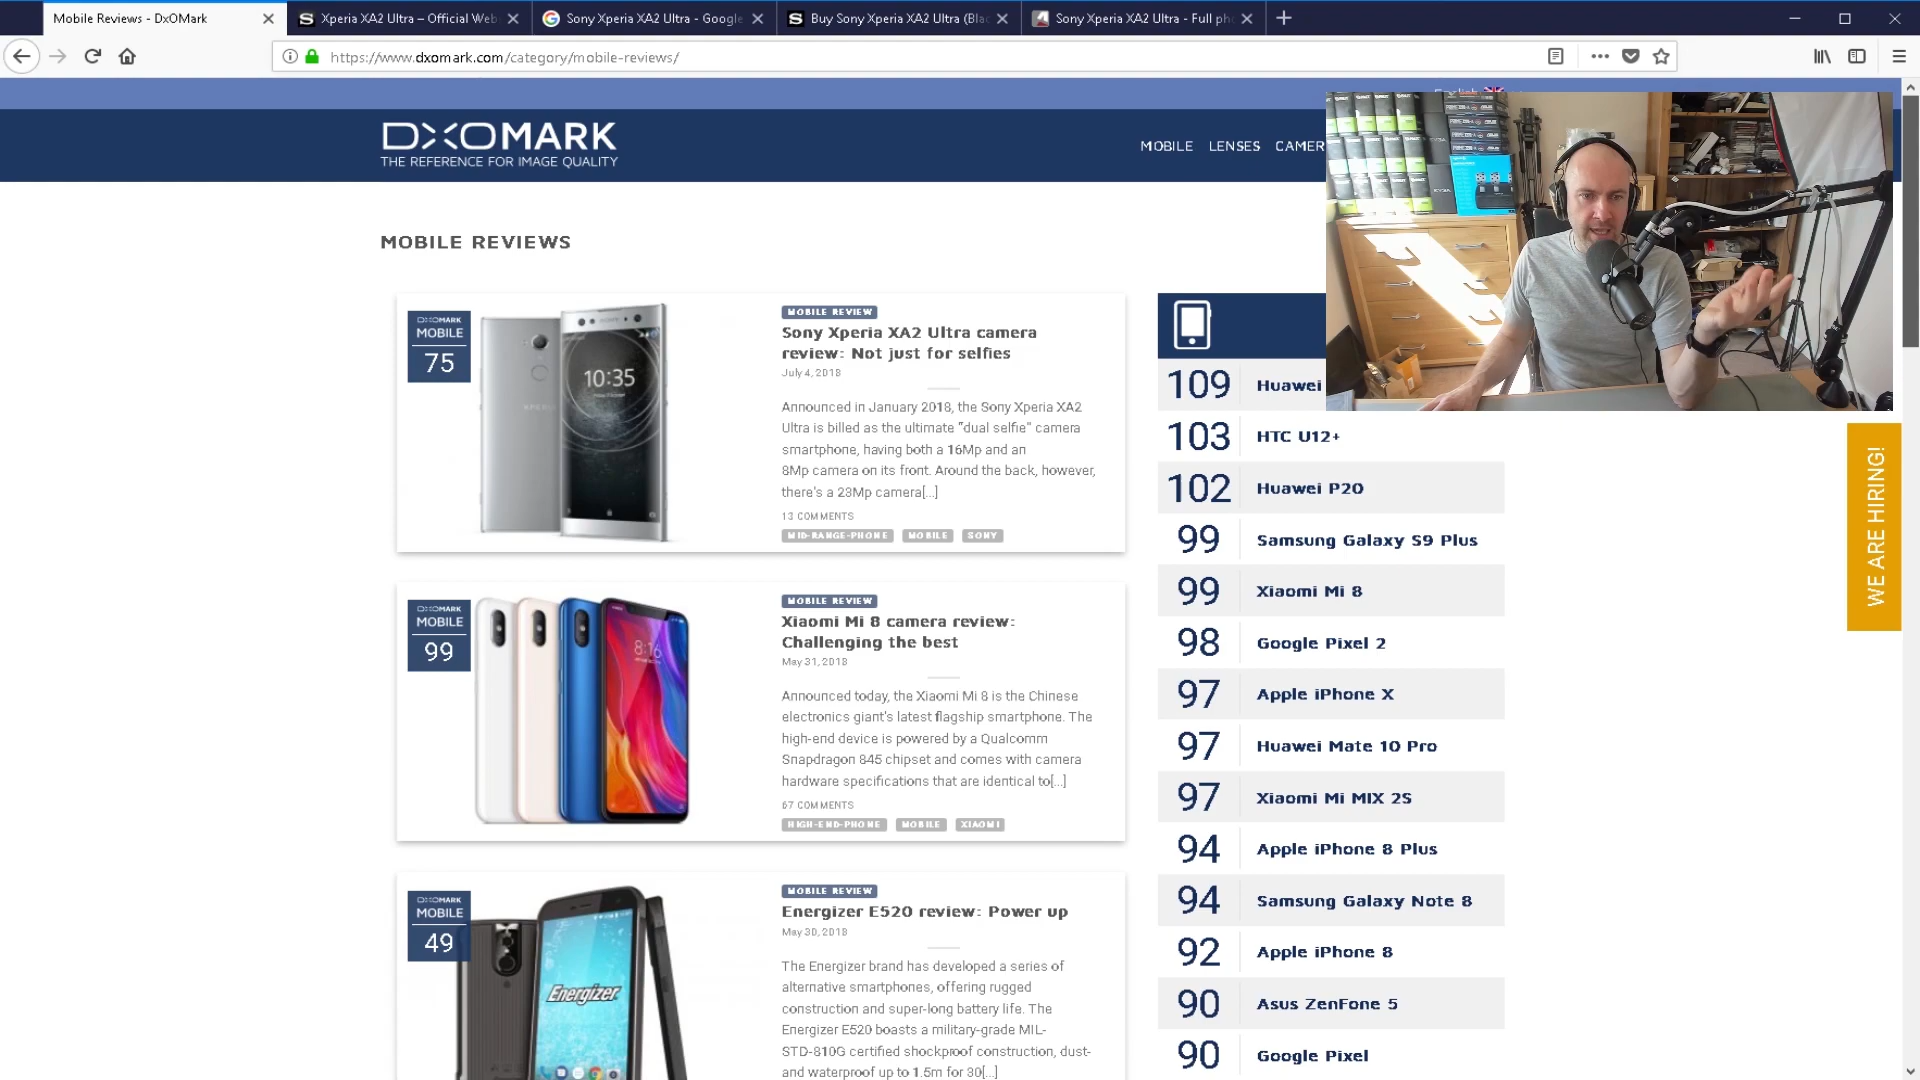 Mobile Reviews - DxOMark
Xperia XA2 Ultra – Official Web
Sony Xperia XA2 Ultra - Google
Buy Sony Xperia XA2 Ultra (Blac
Sony Xperia XA2 Ultra - Full ph
https://www.dxomark.com/category/mobile-reviews/
English
DXOMARK
THE REFERENCE FOR IMAGE QUALITY
MOBILE LENSES CAMER
MOBILE REVIEWS
DXOMARK
MOBILE
75
MOBILE REVIEW
Sony Xperia XA2 Ultra camera
review: Not just for selfies
July 4, 2018
Announced in January 2018, the Sony Xperia XA2
Ultra is billed as the ultimate "dual selfie" camera
smartphone, having both a 16Mp and an
8Mp camera on its front. Around the back, however,
there's a 23Mp camera[...]
13 COMMENTS
MID-RANGE-PHONE MOBILE SONY
10:35
XPERIA
DXOMARK
MOBILE
99
MOBILE REVIEW
Xiaomi Mi 8 camera review:
Challenging the best
May 31, 2018
Announced today, the Xiaomi Mi 8 is the Chinese
electronics giant's latest flagship smartphone. The
high-end device is powered by a Qualcomm
Snapdragon 845 chipset and comes with camera
hardware specifications that are identical to[...]
67 COMMENTS
HIGH-END-PHONE MOBILE XIAOMI
8:16
DXOMARK
MOBILE
49
MOBILE REVIEW
Energizer E520 review: Power up
May 30, 2018
The Energizer brand has developed a series of
alternative smartphones, offering rugged
construction and super-long battery life. The
Energizer E520 boasts a military-grade MIL-
STD-810G certified shockproof construction, dust-
and waterproof up to 1.5m for 30[...]
Energizer
109 Huawei
103 HTC U12+
102 Huawei P20
99 Samsung Galaxy S9 Plus
99 Xiaomi Mi 8
98 Google Pixel 2
97 Apple iPhone X
97 Huawei Mate 10 Pro
97 Xiaomi Mi MIX 2S
94 Apple iPhone 8 Plus
94 Samsung Galaxy Note 8
92 Apple iPhone 8
90 Asus ZenFone 5
90 Google Pixel
WE ARE HIRING!